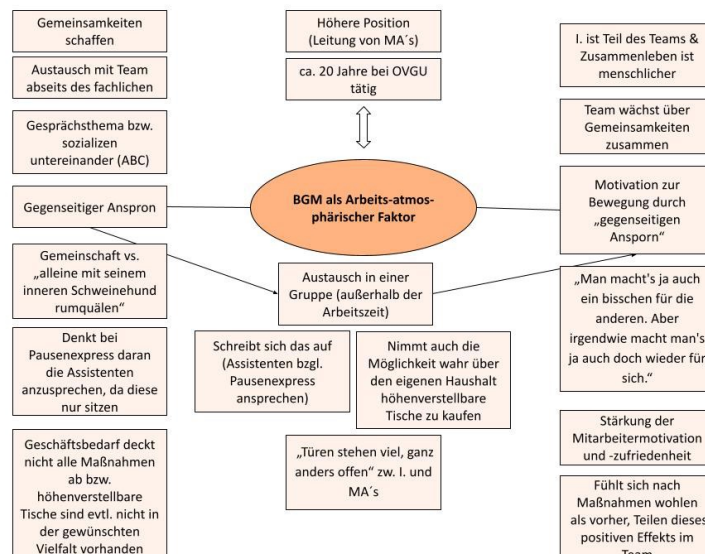 Gemeinsamkeiten
schaffen
Austausch mit Team
abseits des fachlichen
Gesprächsthema bzw.
sozializen
untereinander (ABC)
Gegenseitiger Anspron
Gemeinschaft vs.
„alleine mit seinem
inneren Schweinehund
rumquälen“
Denkt bei
Pausenexpress daran
die Assistenten
anzusprechen, da diese
nur sitzen
Geschäftsbedarf deckt
nicht alle Maßnahmen
ab bzw.
höhenverstellbare
Tische sind evtl. nicht in
der gewünschten
Vielfalt vorhanden
Höhere Position
(Leitung von MA´s)
ca. 20 Jahre bei OVGU
tätig
BGM als Arbeits-atmos-
phärischer Faktor
Austausch in einer
Gruppe (außerhalb der
Arbeitszeit)
Schreibt sich das auf
(Assistenten bzgl.
Pausenexpress
ansprechen)
Nimmt auch die
Möglichkeit wahr über
den eigenen Haushalt
höhenverstellbare
Tische zu kaufen
„Türen stehen viel, ganz
anders offen“ zw. I. und
MA´s
I. ist Teil des Teams &
Zusammenleben ist
menschlicher
Team wächst über
Gemeinsamkeiten
zusammen
Motivation zur
Bewegung durch
„gegenseitigen
Ansporn“
„Man macht's ja auch
ein bisschen für die
anderen. Aber
irgendwie macht man's
ja auch doch wieder für
sich.“
Stärkung der
Mitarbeitermotivation
und -zufriedenheit
Fühlt sich nach
Maßnahmen wohlen
als vorher, Teilen dieses
positiven Effekts im
Team